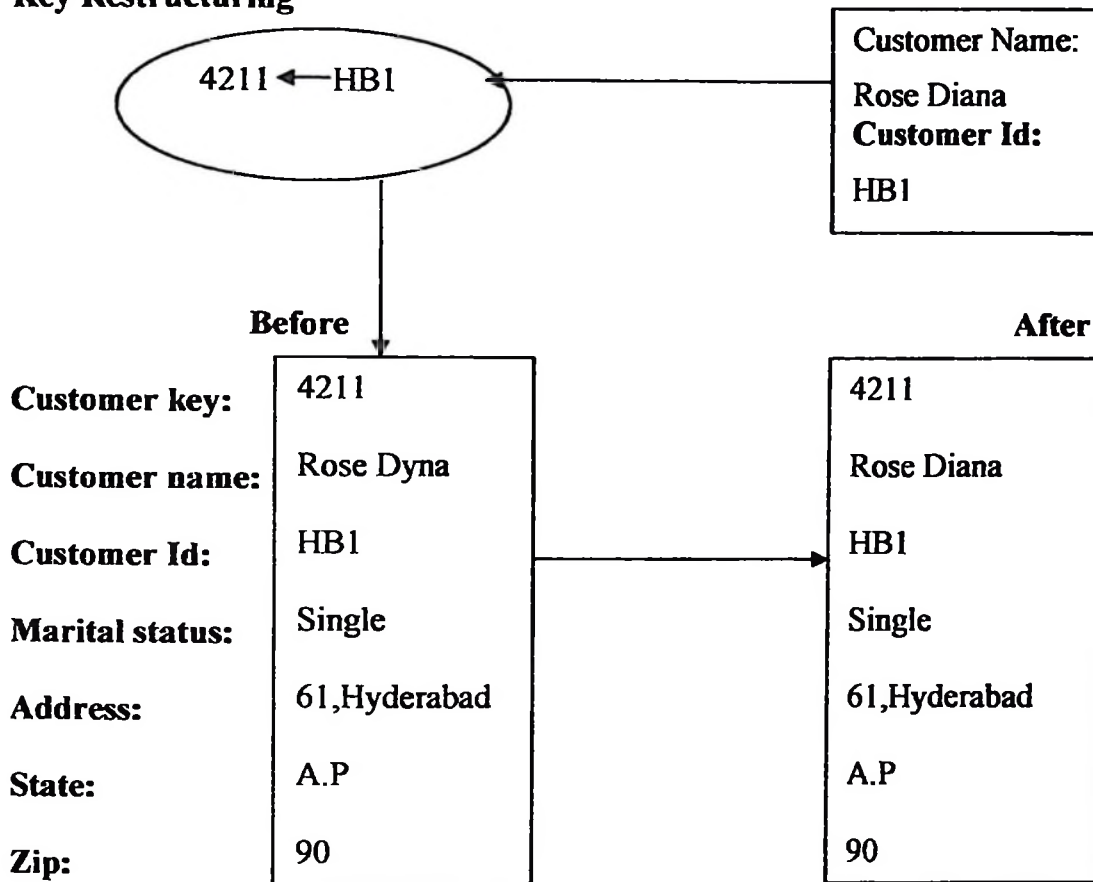 Key Restructuring
4211 HB1
Customer Name:
Rose Diana
Customer Id:
HB1
Before After
Customer key: 4211 4211
Customer name: Rose Dyna Rose Diana
Customer Id: HB1 HB1
Marital status: Single Single
Address: 61,Hyderabad 61,Hyderabad
State: A.P A.P
Zip: 90 90